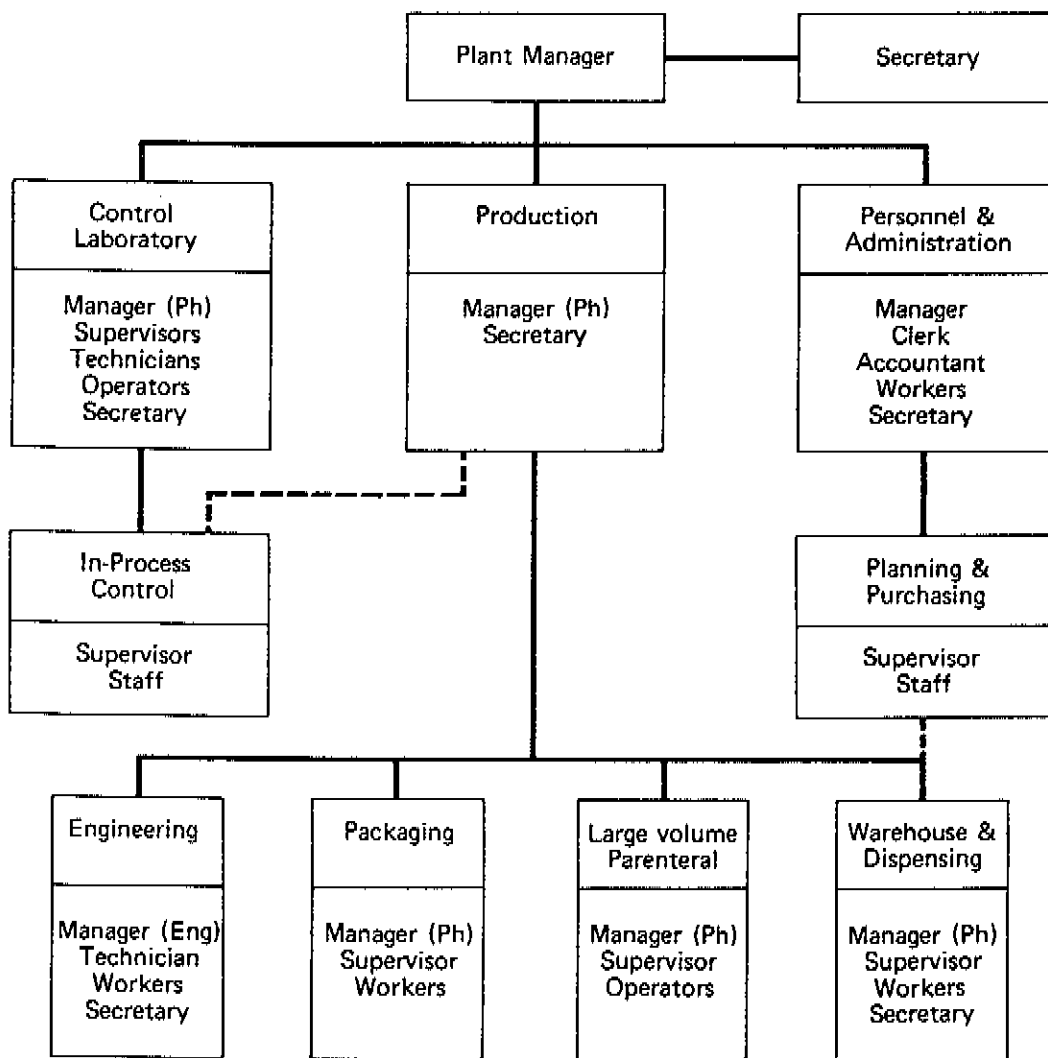 Plant Manager
Secretary
Control
Laboratory
Manager (Ph)
Supervisors
Technicians
Operators
Secretary
Production
Manager (Ph)
Secretary
Personnel &
Administration
Manager
Clerk
Accountant
Workers
Secretary
In-Process
Control
Supervisor
Staff
Planning &
Purchasing
Supervisor
Staff
Engineering
Manager (Eng)
Technician
Workers
Secretary
Packaging
Manager (Ph)
Supervisor
Workers
Large volume
Parenteral
Manager (Ph)
Supervisor
Operators
Warehouse &
Dispensing
Manager (Ph)
Supervisor
Workers
Secretary